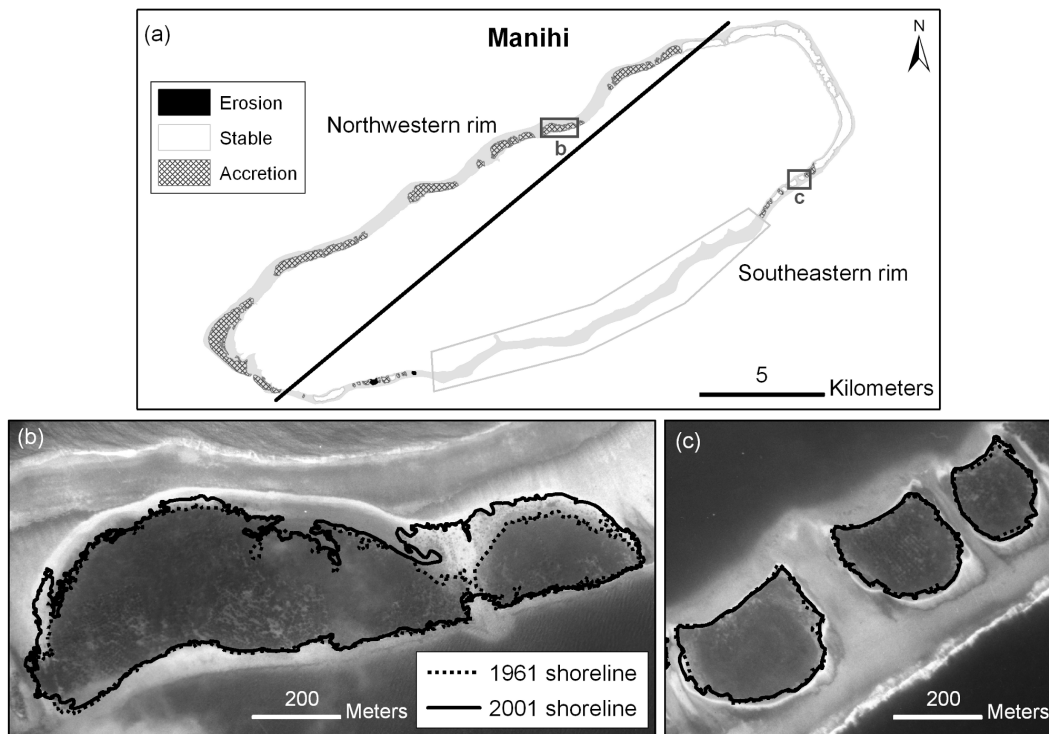 (a)
Manihi
N
Erosion
Stable
Accretion
Northwestern rim
b
c
Southeastern rim
5
Kilometers
(b)
1961 shoreline
2001 shoreline
200
Meters
(c)
200
Meters